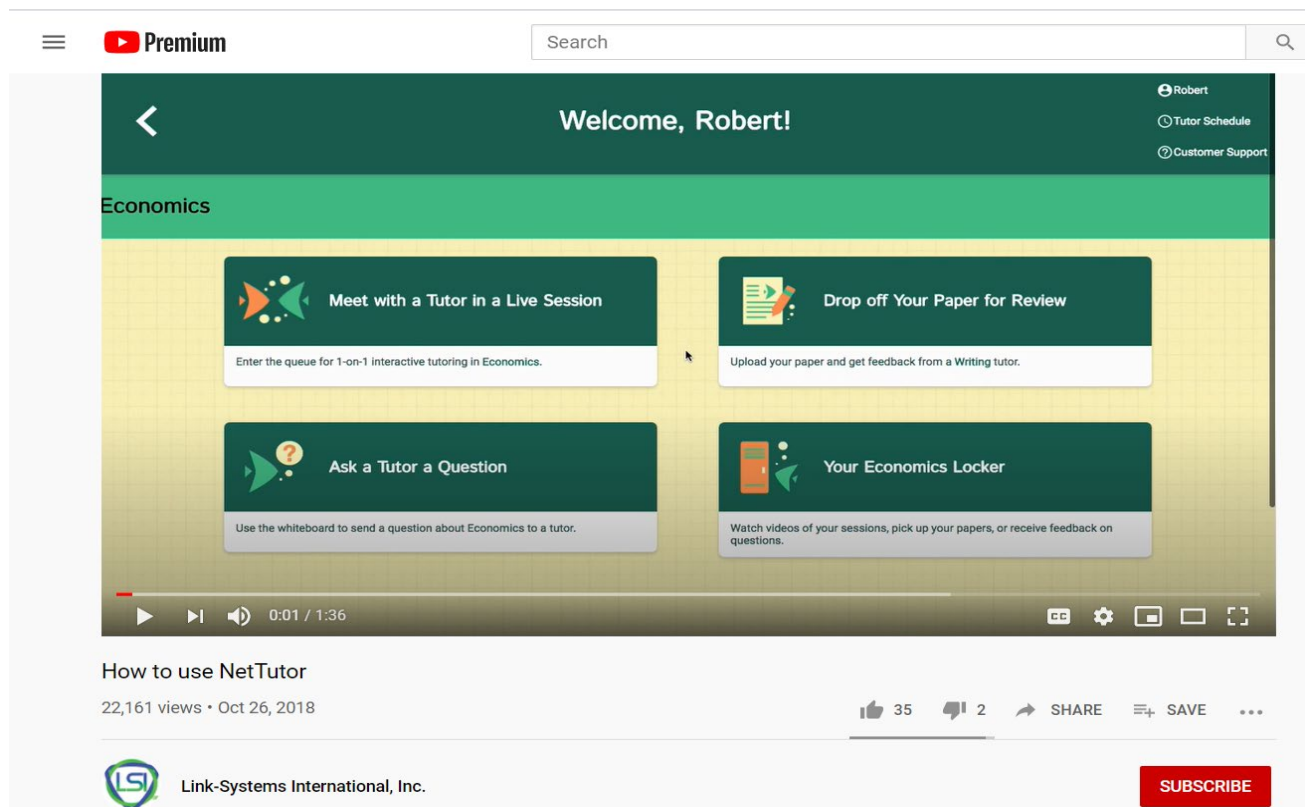 Premium
Search
Welcome, Robert!
Robert
Tutor Schedule
Customer Support
Economics
Meet with a Tutor in a Live Session
Enter the queue for 1-on-1 interactive tutoring in Economics.
Drop off Your Paper for Review
Upload your paper and get feedback from a Writing tutor.
Ask a Tutor a Question
Use the whiteboard to send a question about Economics to a tutor.
Your Economics Locker
Watch videos of your sessions, pick up your papers, or receive feedback on
questions.
0:01 / 1:36
CC
How to use NetTutor
22,161 views • Oct 26, 2018
35
2
SHARE
SAVE
LSI
Link-Systems International, Inc.
SUBSCRIBE